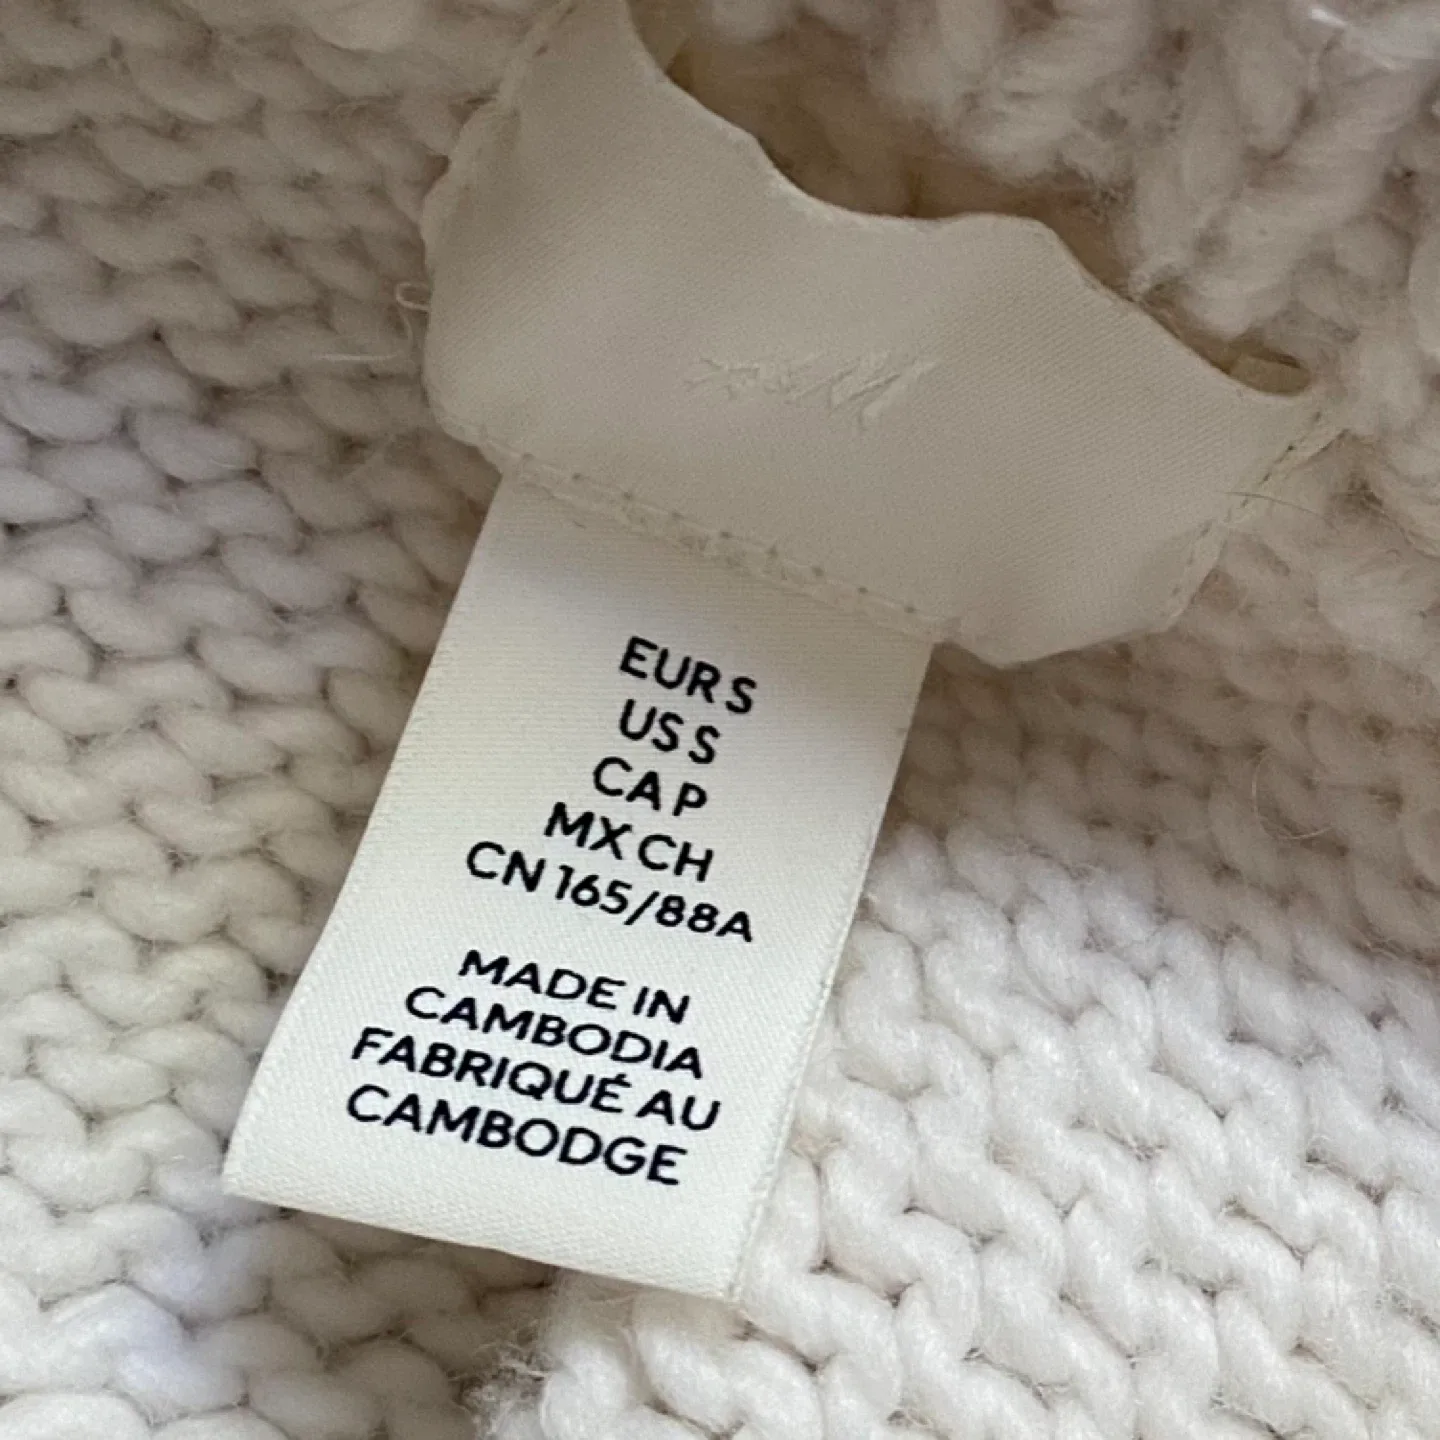 EUR S
US S
CA P
MX CH
CN 165/88A
MADE IN
CAMBODIA
FABRIQUÉ AU
CAMBODGE